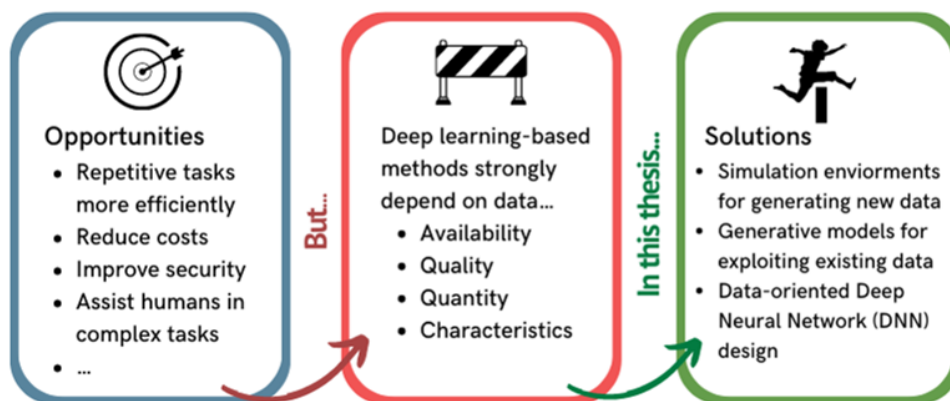 Opportunities
• Repetitive tasks
more efficiently
• Reduce costs
• Improve security
• Assist humans in
complex tasks
• ...
But...
Deep learning-based
methods strongly
depend on data...
• Availability
• Quality
• Quantity
• Characteristics
In this thesis...
Solutions
• Simulation enviorments
for generating new data
• Generative models for
exploiting existing data
• Data-oriented Deep
Neural Network (DNN)
design